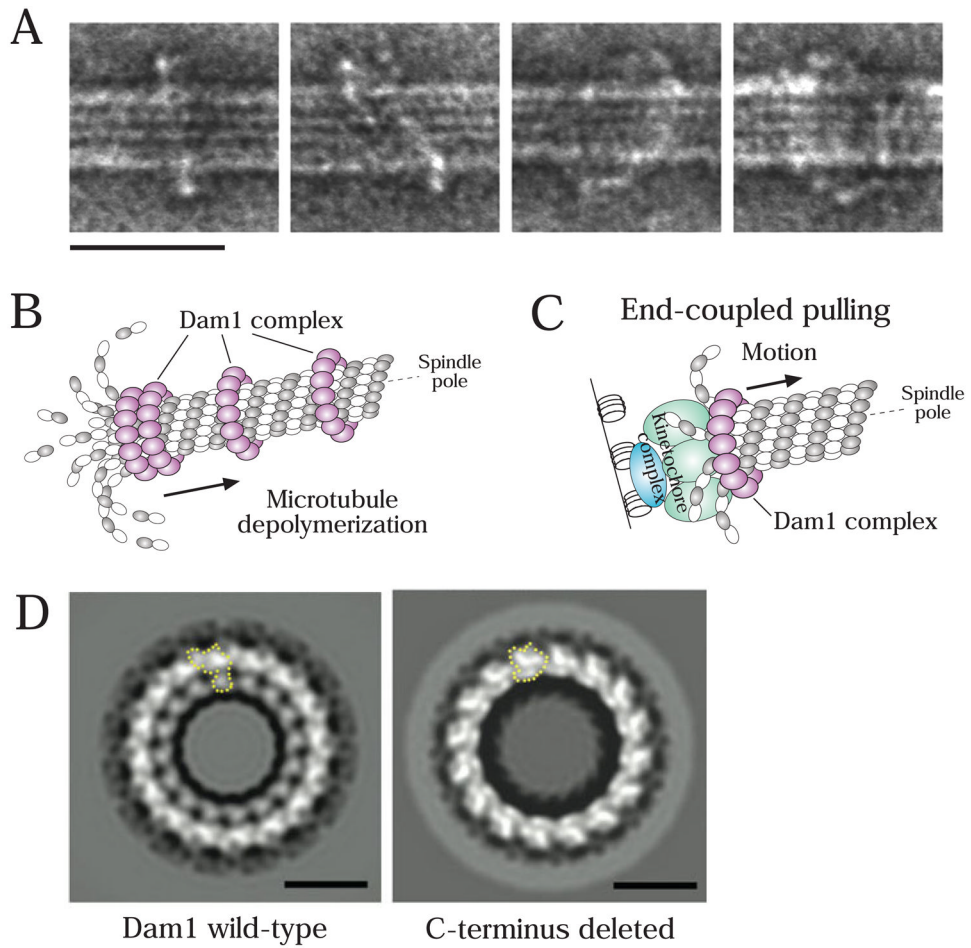 A
B
Dam1 complex
Spindle
pole
Microtubule
depolymerization
C
End-coupled pulling
Motion
Spindle
pole
Kinetochore
complex
Dam1 complex
D
Dam1 wild-type
C-terminus deleted